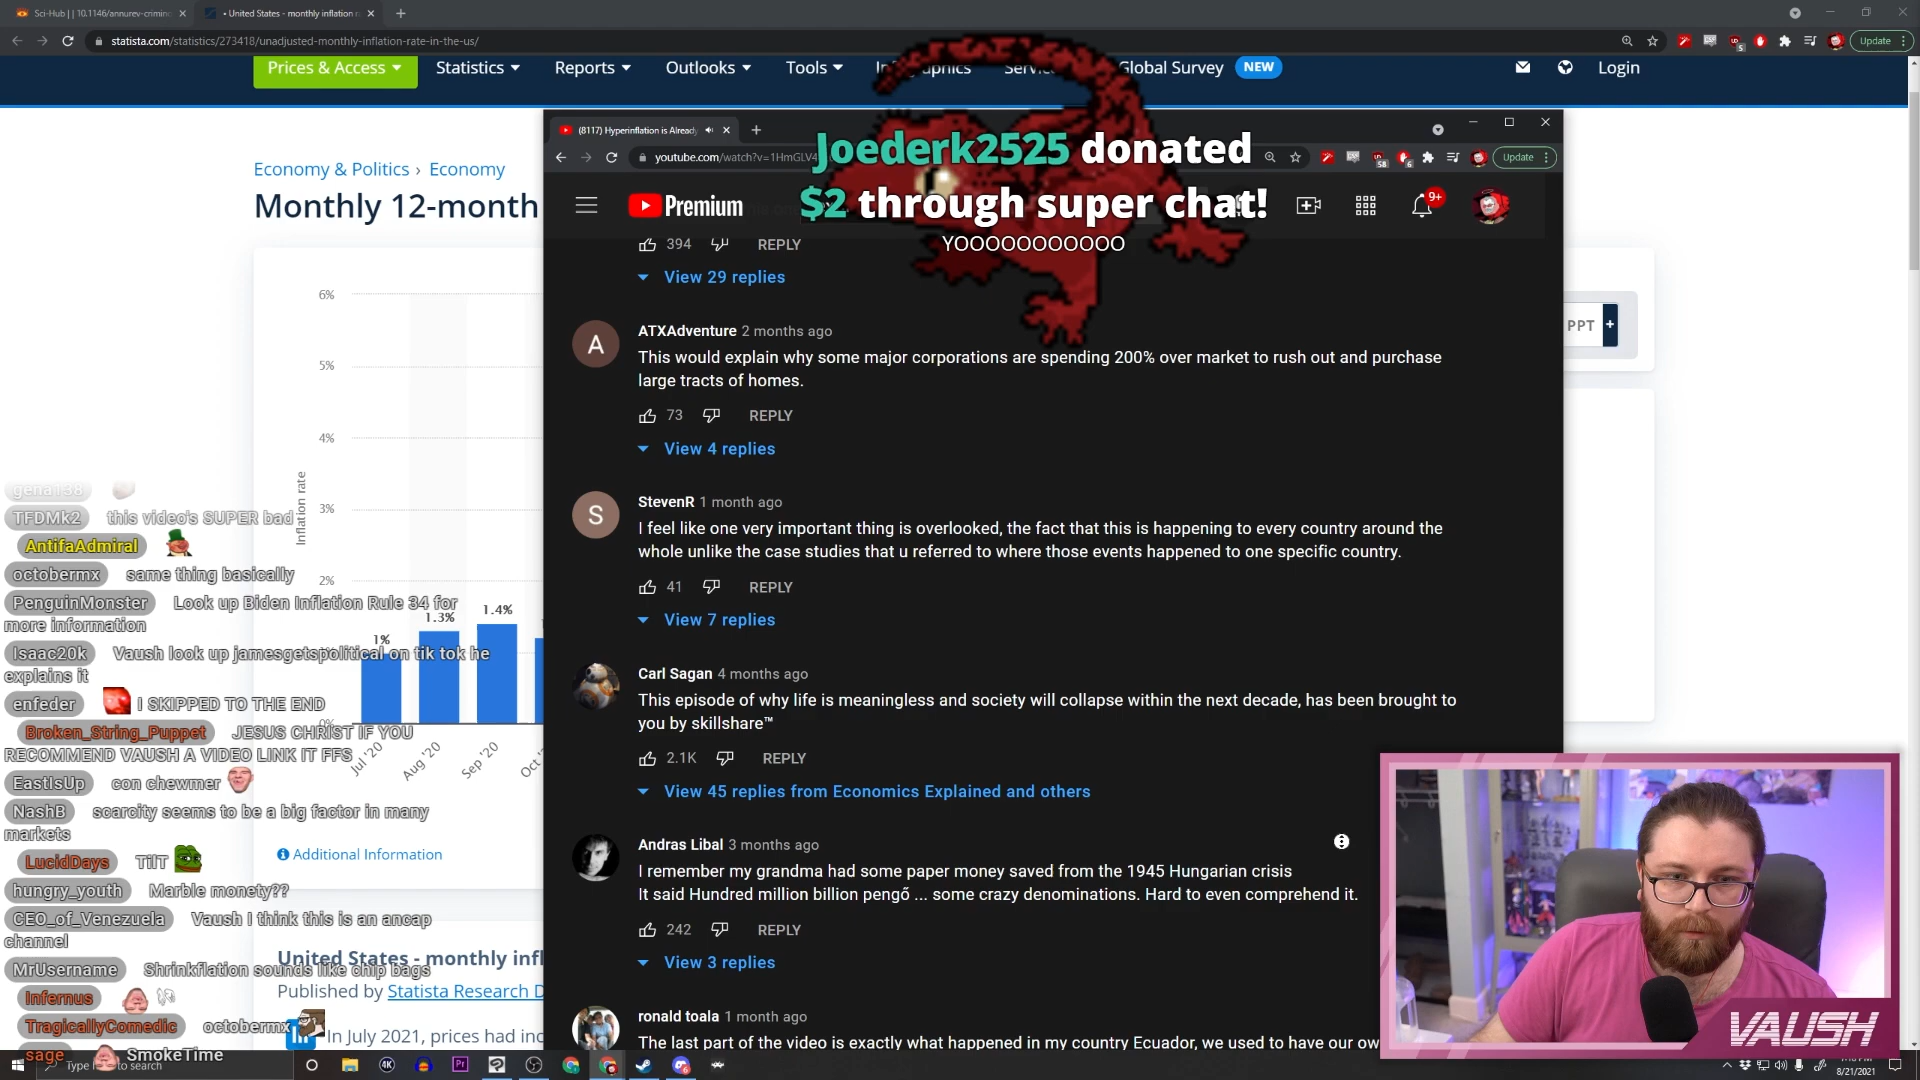 Sci-Hub | | 10.1146/annurev-criminc
• United States - monthly inflation r
statista.com/statistics/273418/unadjusted-monthly-inflation-rate-in-the-us/
Update
Prices & Access
Statistics
Reports
Outlooks
Tools
Infographics
Global Survey
NEW
Login
Economy & Politics › Economy
Monthly 12-month
6%
5%
4%
3%
2%
0%
Inflation rate
1%
1.3%
1.4%
Jul '20
Aug '20
Sep '20
Oct
PPT
+
Additional Information
United States - monthly infl
Published by Statista Research D
In July 2021, prices had inc
(8117) Hyperinflation is Already
youtube.com/watch?v=1HmGLV4
Update
Premium
9+
Joederk2525 donated
$2 through super chat!
YOOOOOOOOOOO
394
REPLY
View 29 replies
A
ATXAdventure 2 months ago
This would explain why some major corporations are spending 200% over market to rush out and purchase
large tracts of homes.
73
REPLY
View 4 replies
S
StevenR 1 month ago
I feel like one very important thing is overlooked, the fact that this is happening to every country around the
whole unlike the case studies that u referred to where those events happened to one specific country.
41
REPLY
View 7 replies
Carl Sagan 4 months ago
This episode of why life is meaningless and society will collapse within the next decade, has been brought to
you by skillshare™
2.1K
REPLY
View 45 replies from Economics Explained and others
Andras Libal 3 months ago
I remember my grandma had some paper money saved from the 1945 Hungarian crisis
It said Hundred million billion pengő ... some crazy denominations. Hard to even comprehend it.
242
REPLY
View 3 replies
ronald toala 1 month ago
The last part of the video is exactly what happened in my country Ecuador, we used to have our ow
gena138
TFDMk2 this video's SUPER bad
AntifaAdmiral
octobermx same thing basically
PenguinMonster Look up Biden Inflation Rule 34 for
more information
Isaac20k Vaush look up jamesgetspolitical on tik tok he
explains it
enfeder I SKIPPED TO THE END
Broken_String_Puppet JESUS CHRIST IF YOU
RECOMMEND VAUSH A VIDEO LINK IT FFS
EastIsUp con chewmer
NashB scarcity seems to be a big factor in many
markets
LucidDays TilT
hungry_youth Marble monety??
CEO_of_Venezuela Vaush I think this is an ancap
channel
MrUsername Shrinkflation sounds like chip bags
Infernus
TragicallyComedic octobermx
sage SmokeTime
VAUSH
8/21/2021